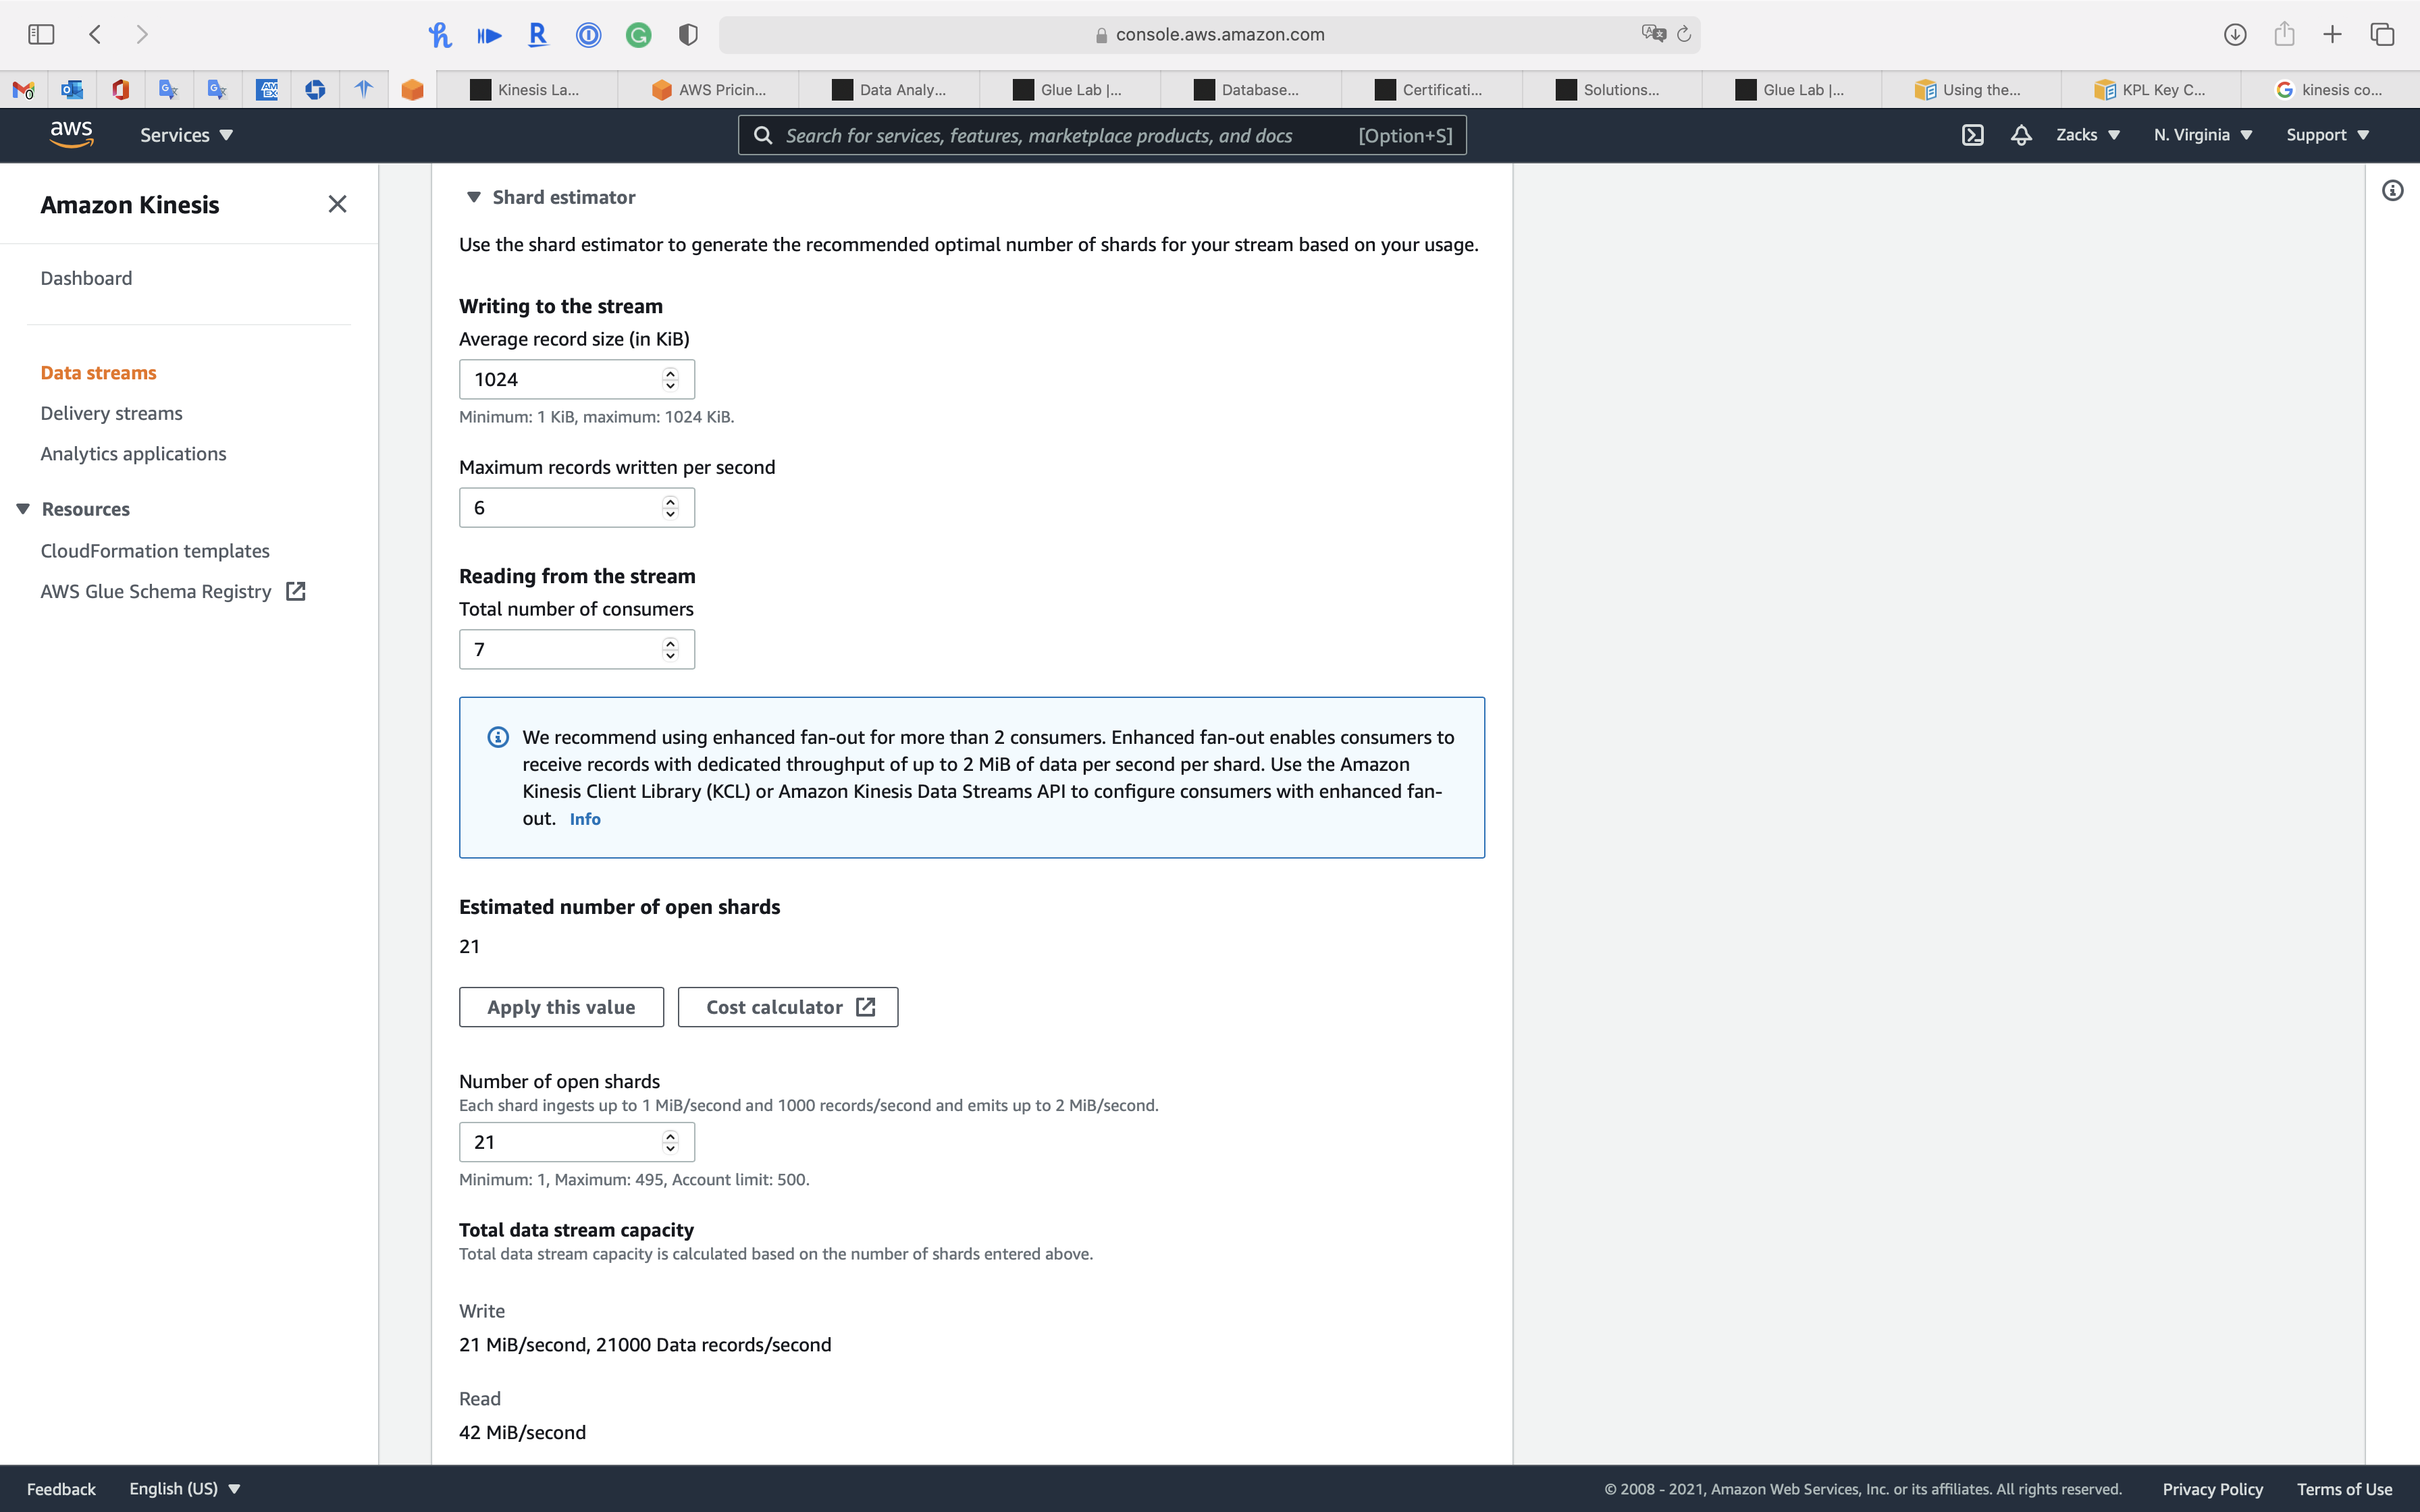 console.aws.amazon.com
Kinesis La...
AWS Pricin...
Data Analy...
Glue Lab |...
Database...
Certificati...
Solutions...
Glue Lab |...
Using the...
KPL Key C...
kinesis co...
aws
Services
Search for services, features, marketplace products, and docs
[Option+S]
Zacks
N. Virginia
Support
Amazon Kinesis
Dashboard
Data streams
Delivery streams
Analytics applications
Resources
CloudFormation templates
AWS Glue Schema Registry
Shard estimator
Use the shard estimator to generate the recommended optimal number of shards for your stream based on your usage.
Writing to the stream
Average record size (in KiB)
1024
Minimum: 1 KiB, maximum: 1024 KiB.
Maximum records written per second
6
Reading from the stream
Total number of consumers
7
We recommend using enhanced fan-out for more than 2 consumers. Enhanced fan-out enables consumers to
receive records with dedicated throughput of up to 2 MiB of data per second per shard. Use the Amazon
Kinesis Client Library (KCL) or Amazon Kinesis Data Streams API to configure consumers with enhanced fan-
out. Info
Estimated number of open shards
21
Apply this value
Cost calculator
Number of open shards
Each shard ingests up to 1 MiB/second and 1000 records/second and emits up to 2 MiB/second.
21
Minimum: 1, Maximum: 495, Account limit: 500.
Total data stream capacity
Total data stream capacity is calculated based on the number of shards entered above.
Write
21 MiB/second, 21000 Data records/second
Read
42 MiB/second
Feedback
English (US)
© 2008 - 2021, Amazon Web Services, Inc. or its affiliates. All rights reserved.
Privacy Policy
Terms of Use